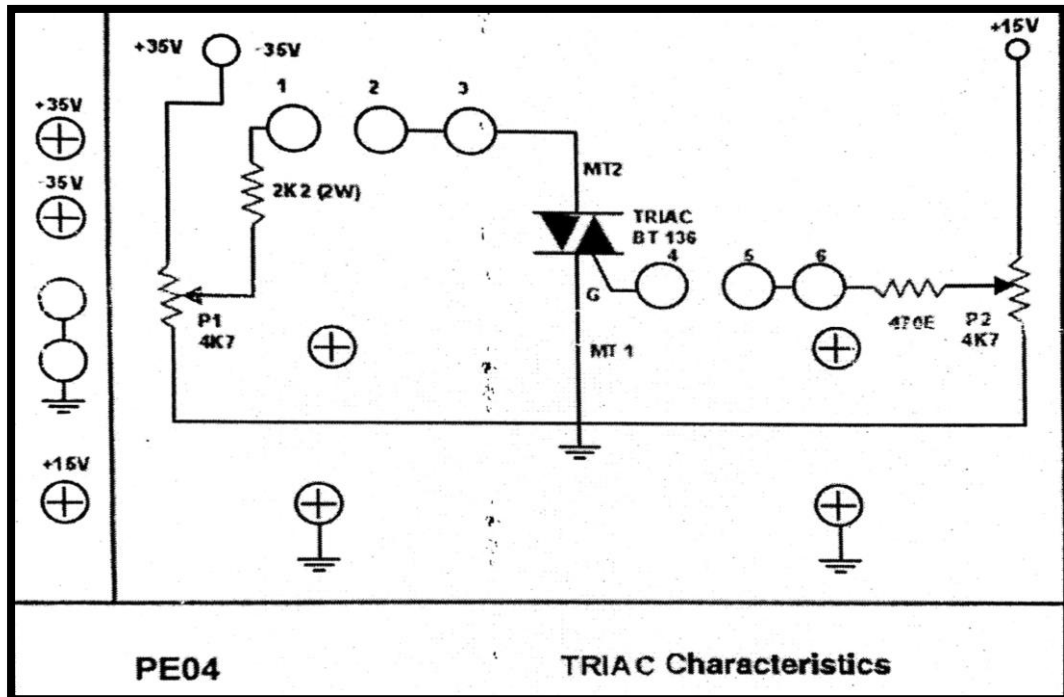 +35V
-35V
+15V
+35V
-35V
+15V
1
2
3
2K2 (2W)
MT2
TRIAC
BT 136
4
5
6
G
P1
4K7
MT 1
470E
P2
4K7
PE04
TRIAC Characteristics